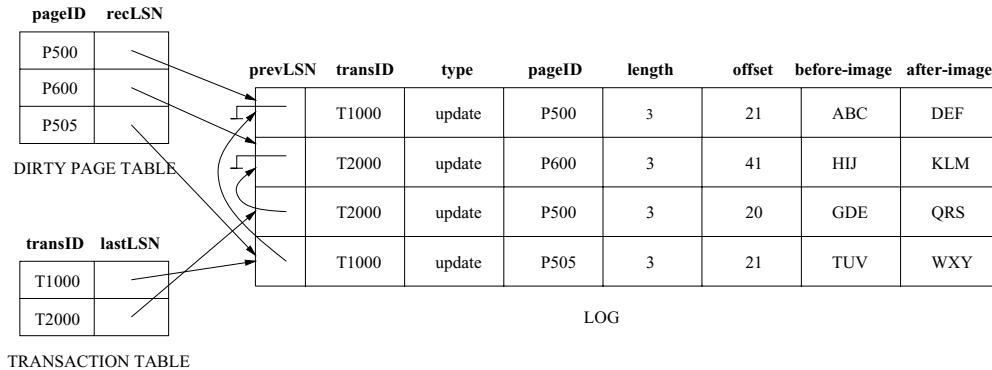 pageID recLSN
P500
P600
P505
DIRTY PAGE TABLE
transID lastLSN
T1000
T2000
TRANSACTION TABLE
prevLSN transID type pageID length offset before-image after-image
T1000 update P500 3 21 ABC DEF
T2000 update P600 3 41 HIJ KLM
T2000 update P500 3 20 GDE QRS
T1000 update P505 3 21 TUV WXY
LOG